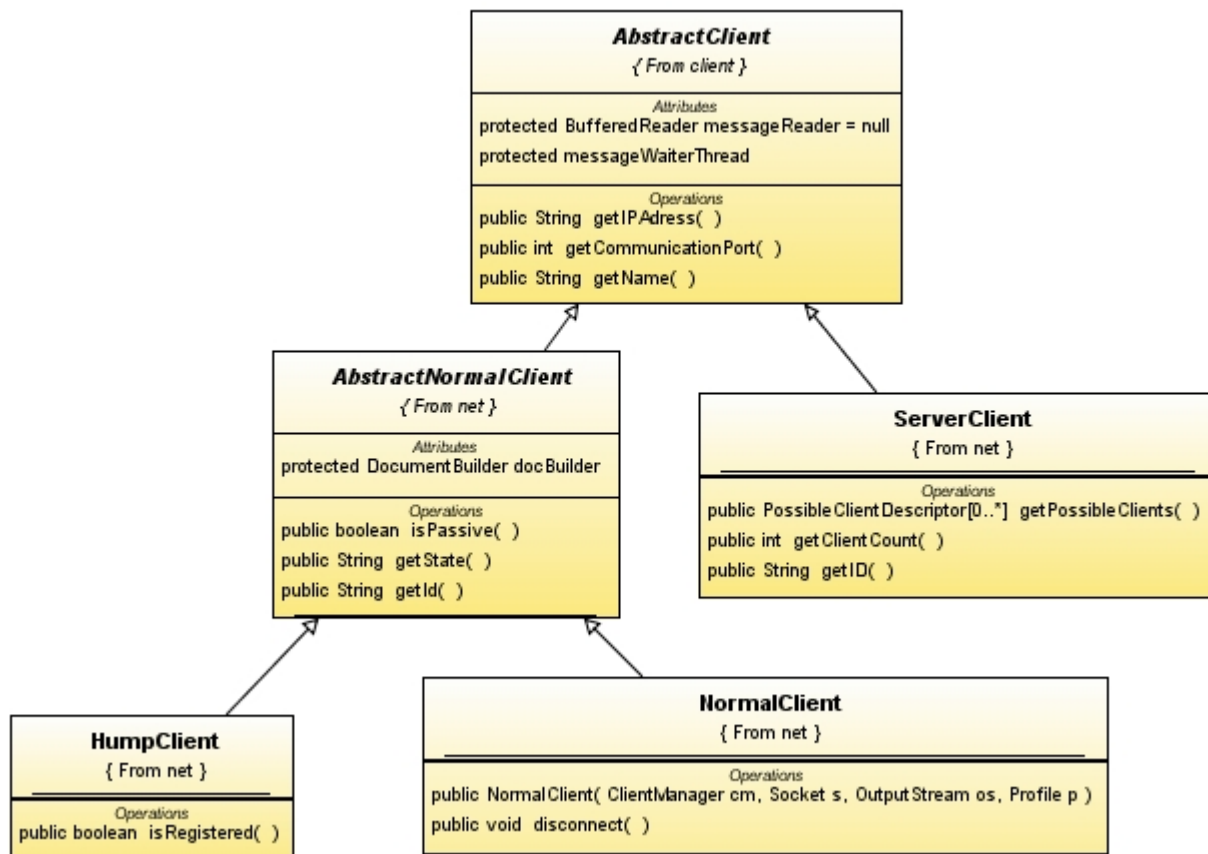 AbstractClient
{ From client }
Attributes
protected BufferedReader messageReader = null
protected messageWaiterThread
Operations
public String getIPAdress( )
public int getCommunicationPort( )
public String getName( )
AbstractNormalClient
{ From net }
Attributes
protected DocumentBuilder docBuilder
Operations
public boolean isPassive( )
public String getState( )
public String getId( )
ServerClient
{ From net }
Operations
public PossibleClientDescriptor[0..*] getPossibleClients( )
public int getClientCount( )
public String getID( )
HumpClient
{ From net }
Operations
public boolean isRegistered( )
NormalClient
{ From net }
Operations
public NormalClient( ClientManager cm, Socket s, OutputStream os, Profile p )
public void disconnect( )